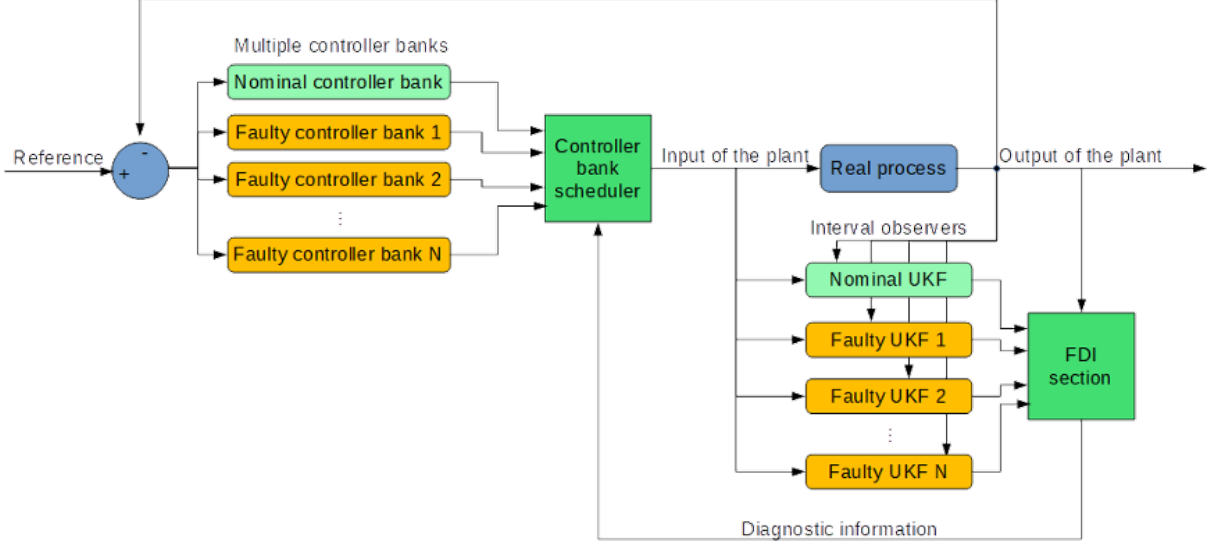 Multiple controller banks
Nominal controller bank
Faulty controller bank 1
Faulty controller bank 2
⋮
Faulty controller bank N
Reference
+
-
Controller
bank
scheduler
Input of the plant
Real process
Output of the plant
Interval observers
Nominal UKF
Faulty UKF 1
Faulty UKF 2
⋮
Faulty UKF N
FDI
section
Diagnostic information